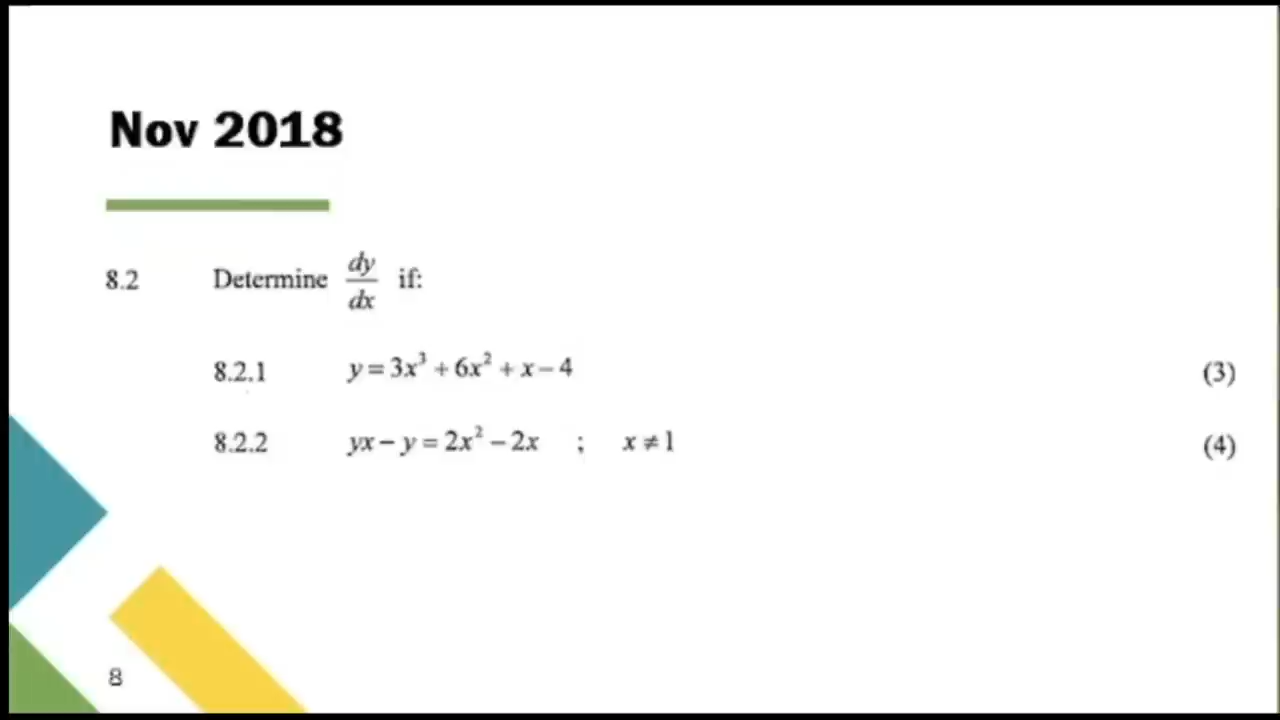 Nov 2018
8.2 Determine dy/dx if:
8.2.1 y = 3x³ + 6x² + x − 4 (3)
8.2.2 yx − y = 2x² − 2x ; x ≠ 1 (4)
8